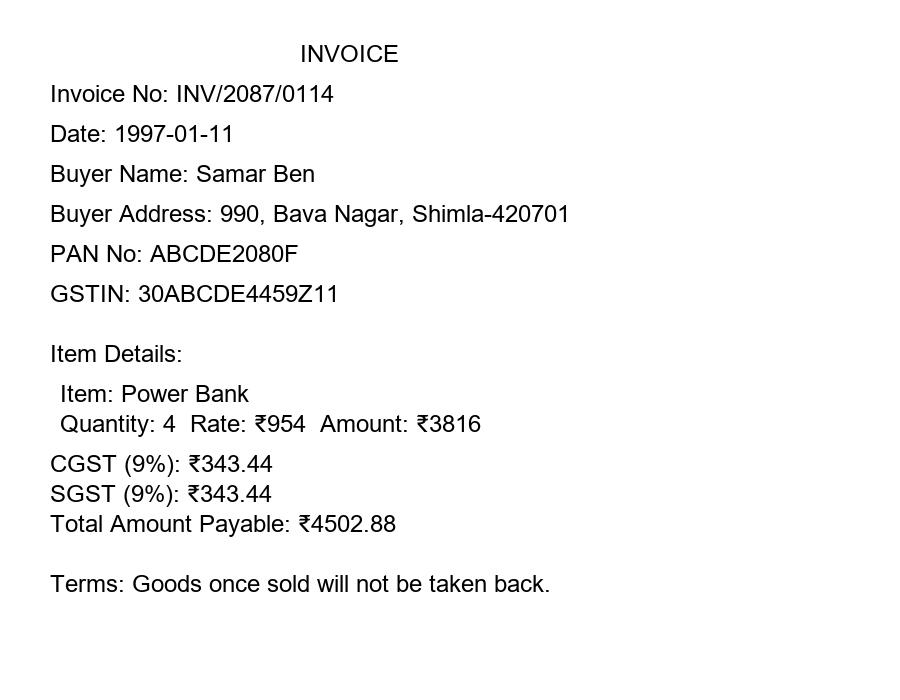 INVOICE
Invoice No: INV/2087/0114
Date: 1997-01-11
Buyer Name: Samar Ben
Buyer Address: 990, Bava Nagar, Shimla-420701
PAN No: ABCDE2080F
GSTIN: 30ABCDE4459Z11
Item Details:
Item: Power Bank
Quantity: 4 Rate: ₹954 Amount: ₹3816
CGST (9%): ₹343.44
SGST (9%): ₹343.44
Total Amount Payable: ₹4502.88
Terms: Goods once sold will not be taken back.